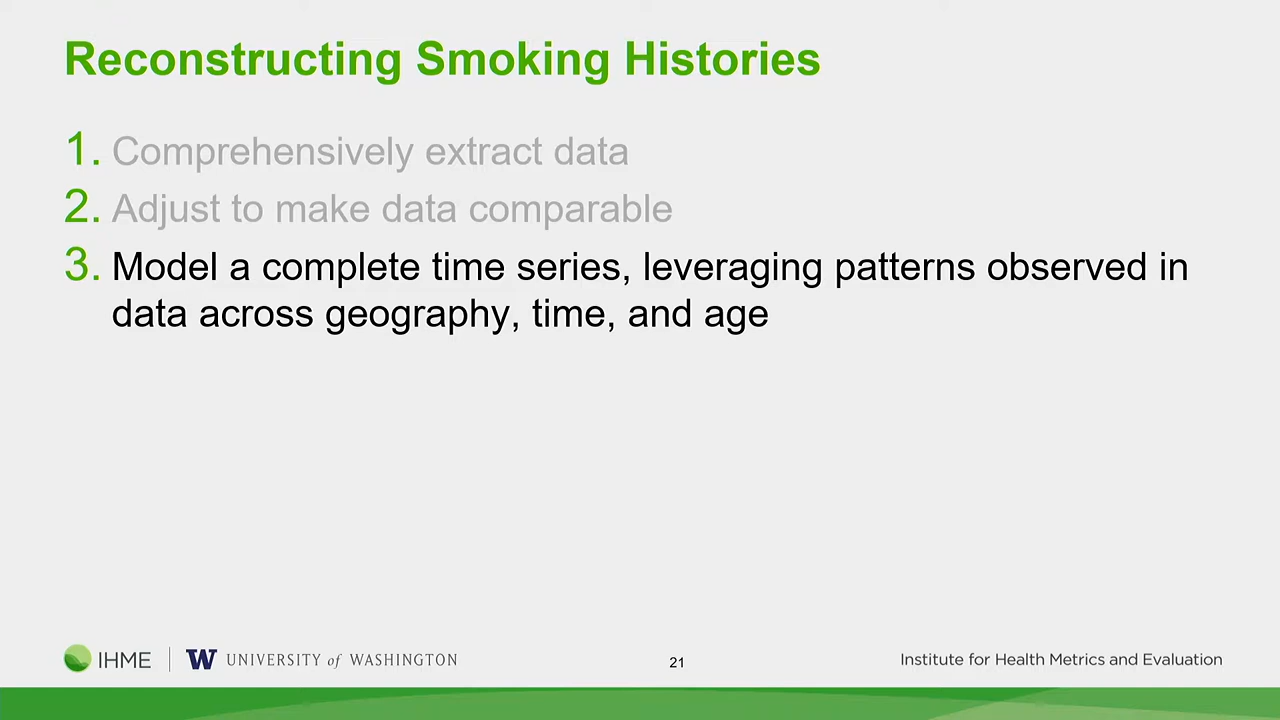 Reconstructing Smoking Histories
1. Comprehensively extract data
2. Adjust to make data comparable
3. Model a complete time series, leveraging patterns observed in
data across geography, time, and age
IHME
W UNIVERSITY of WASHINGTON
21
Institute for Health Metrics and Evaluation